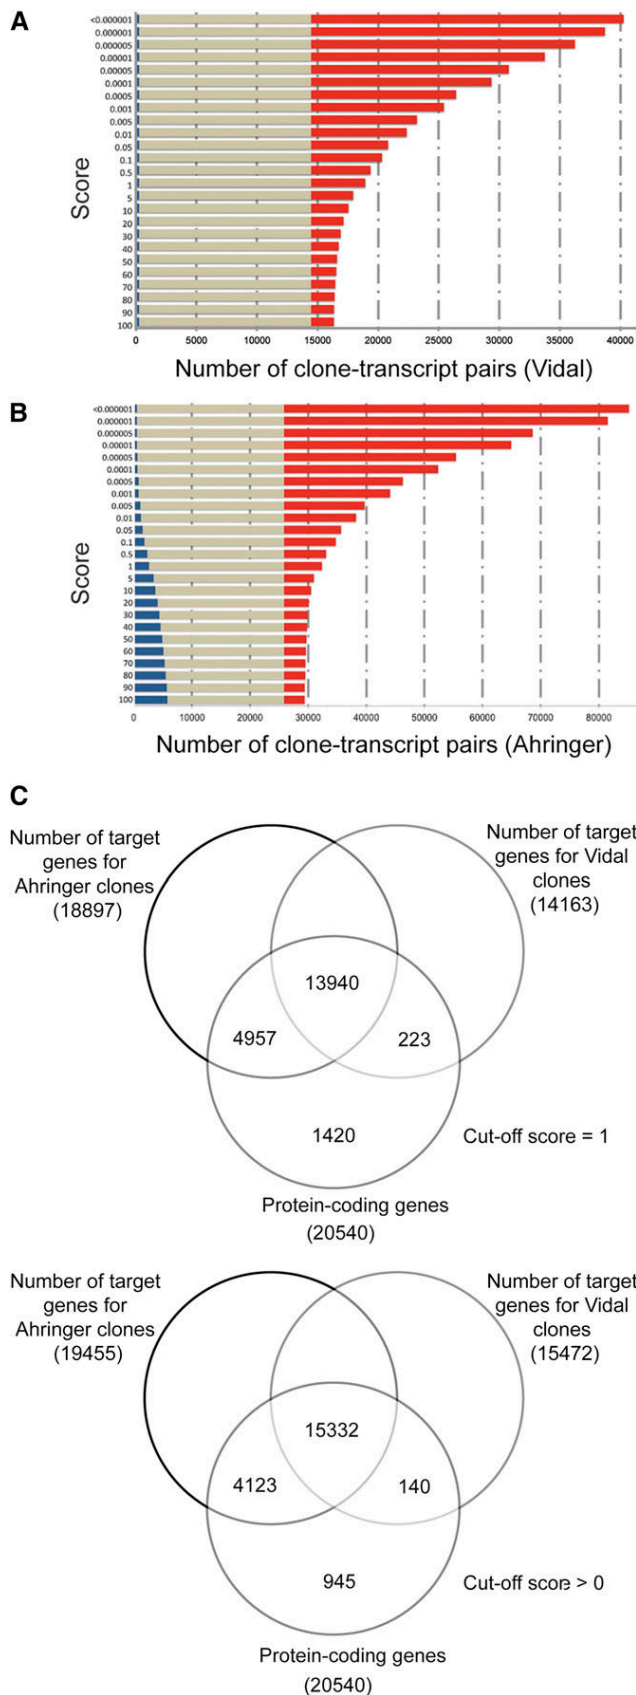 A
<0.000001
0.000001
0.000005
0.00001
0.00005
0.0001
0.0005
0.001
0.005
0.01
0.05
0.1
0.5
1
5
10
20
30
40
50
60
70
80
90
100
Score
0 5000 10000 15000 20000 25000 30000 35000 40000
Number of clone-transcript pairs (Vidal)
B
<0.000001
0.000001
0.000005
0.00001
0.00005
0.0001
0.0005
0.001
0.005
0.01
0.05
0.1
0.5
1
5
10
20
30
40
50
60
70
80
90
100
Score
0 10000 20000 30000 40000 50000 60000 70000 80000
Number of clone-transcript pairs (Ahringer)
C
Number of target
genes for
Ahringer clones
(18897)
Number of target
genes for Vidal
clones
(14163)
13940
4957
223
1420
Cut-off score = 1
Protein-coding genes
(20540)
Number of target
genes for
Ahringer clones
(19455)
Number of target
genes for Vidal
clones
(15472)
15332
4123
140
945
Cut-off score > 0
Protein-coding genes
(20540)